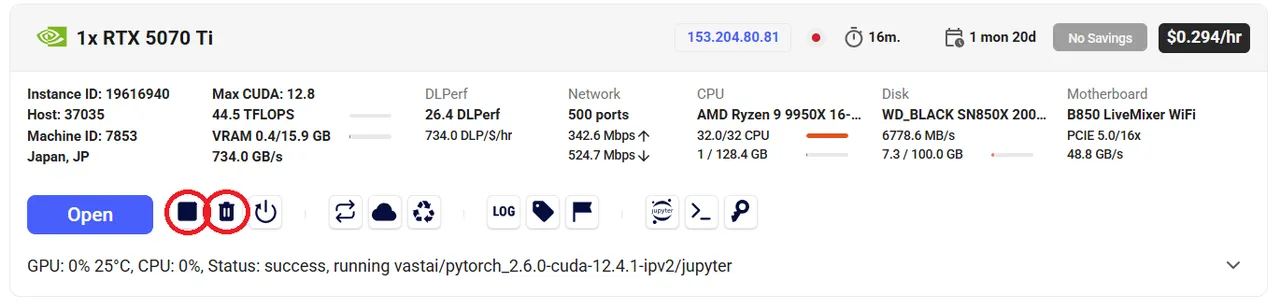 1x RTX 5070 Ti
153.204.80.81
16m.
1 mon 20d
No Savings
$0.294/hr
Instance ID: 19616940
Host: 37035
Machine ID: 7853
Japan, JP
Max CUDA: 12.8
44.5 TFLOPS
VRAM 0.4/15.9 GB
734.0 GB/s
DLPerf
26.4 DLPerf
734.0 DLP/$/hr
Network
500 ports
342.6 Mbps↑
524.7 Mbps↓
CPU
AMD Ryzen 9 9950X 16-...
32.0/32 CPU
1 / 128.4 GB
Disk
WD_BLACK SN850X 200...
6778.6 MB/s
7.3 / 100.0 GB
Motherboard
B850 LiveMixer WiFi
PCIE 5.0/16x
48.8 GB/s
Open
LOG
jupyter
GPU: 0% 25°C, CPU: 0%, Status: success, running vastai/pytorch_2.6.0-cuda-12.4.1-ipv2/jupyter